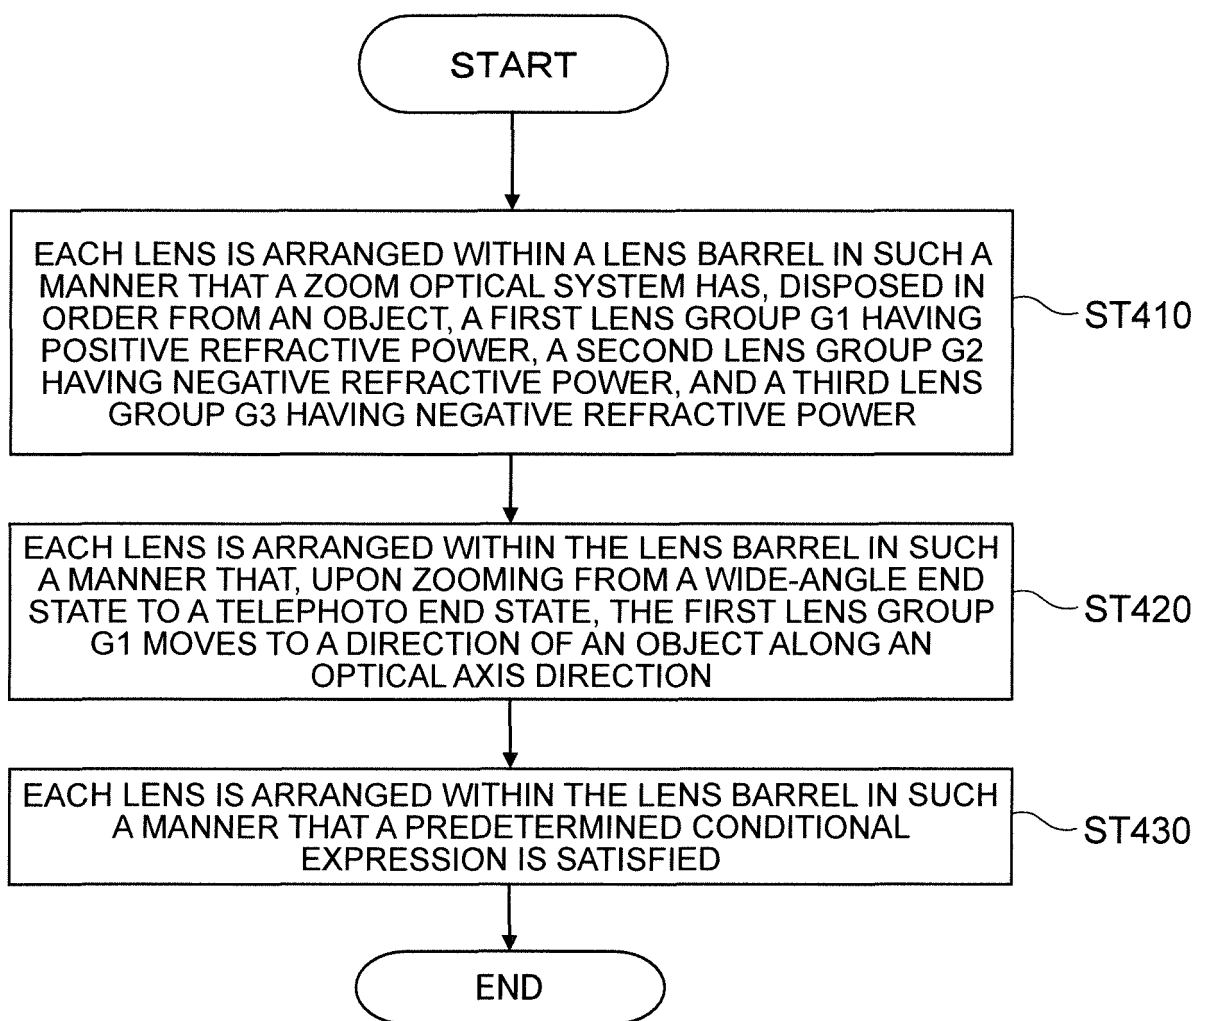 START
EACH LENS IS ARRANGED WITHIN A LENS BARREL IN SUCH A
MANNER THAT A ZOOM OPTICAL SYSTEM HAS, DISPOSED IN
ORDER FROM AN OBJECT, A FIRST LENS GROUP G1 HAVING
POSITIVE REFRACTIVE POWER, A SECOND LENS GROUP G2
HAVING NEGATIVE REFRACTIVE POWER, AND A THIRD LENS
GROUP G3 HAVING NEGATIVE REFRACTIVE POWER
ST410
EACH LENS IS ARRANGED WITHIN THE LENS BARREL IN SUCH
A MANNER THAT, UPON ZOOMING FROM A WIDE-ANGLE END
STATE TO A TELEPHOTO END STATE, THE FIRST LENS GROUP
G1 MOVES TO A DIRECTION OF AN OBJECT ALONG AN
OPTICAL AXIS DIRECTION
ST420
EACH LENS IS ARRANGED WITHIN THE LENS BARREL IN SUCH
A MANNER THAT A PREDETERMINED CONDITIONAL
EXPRESSION IS SATISFIED
ST430
END